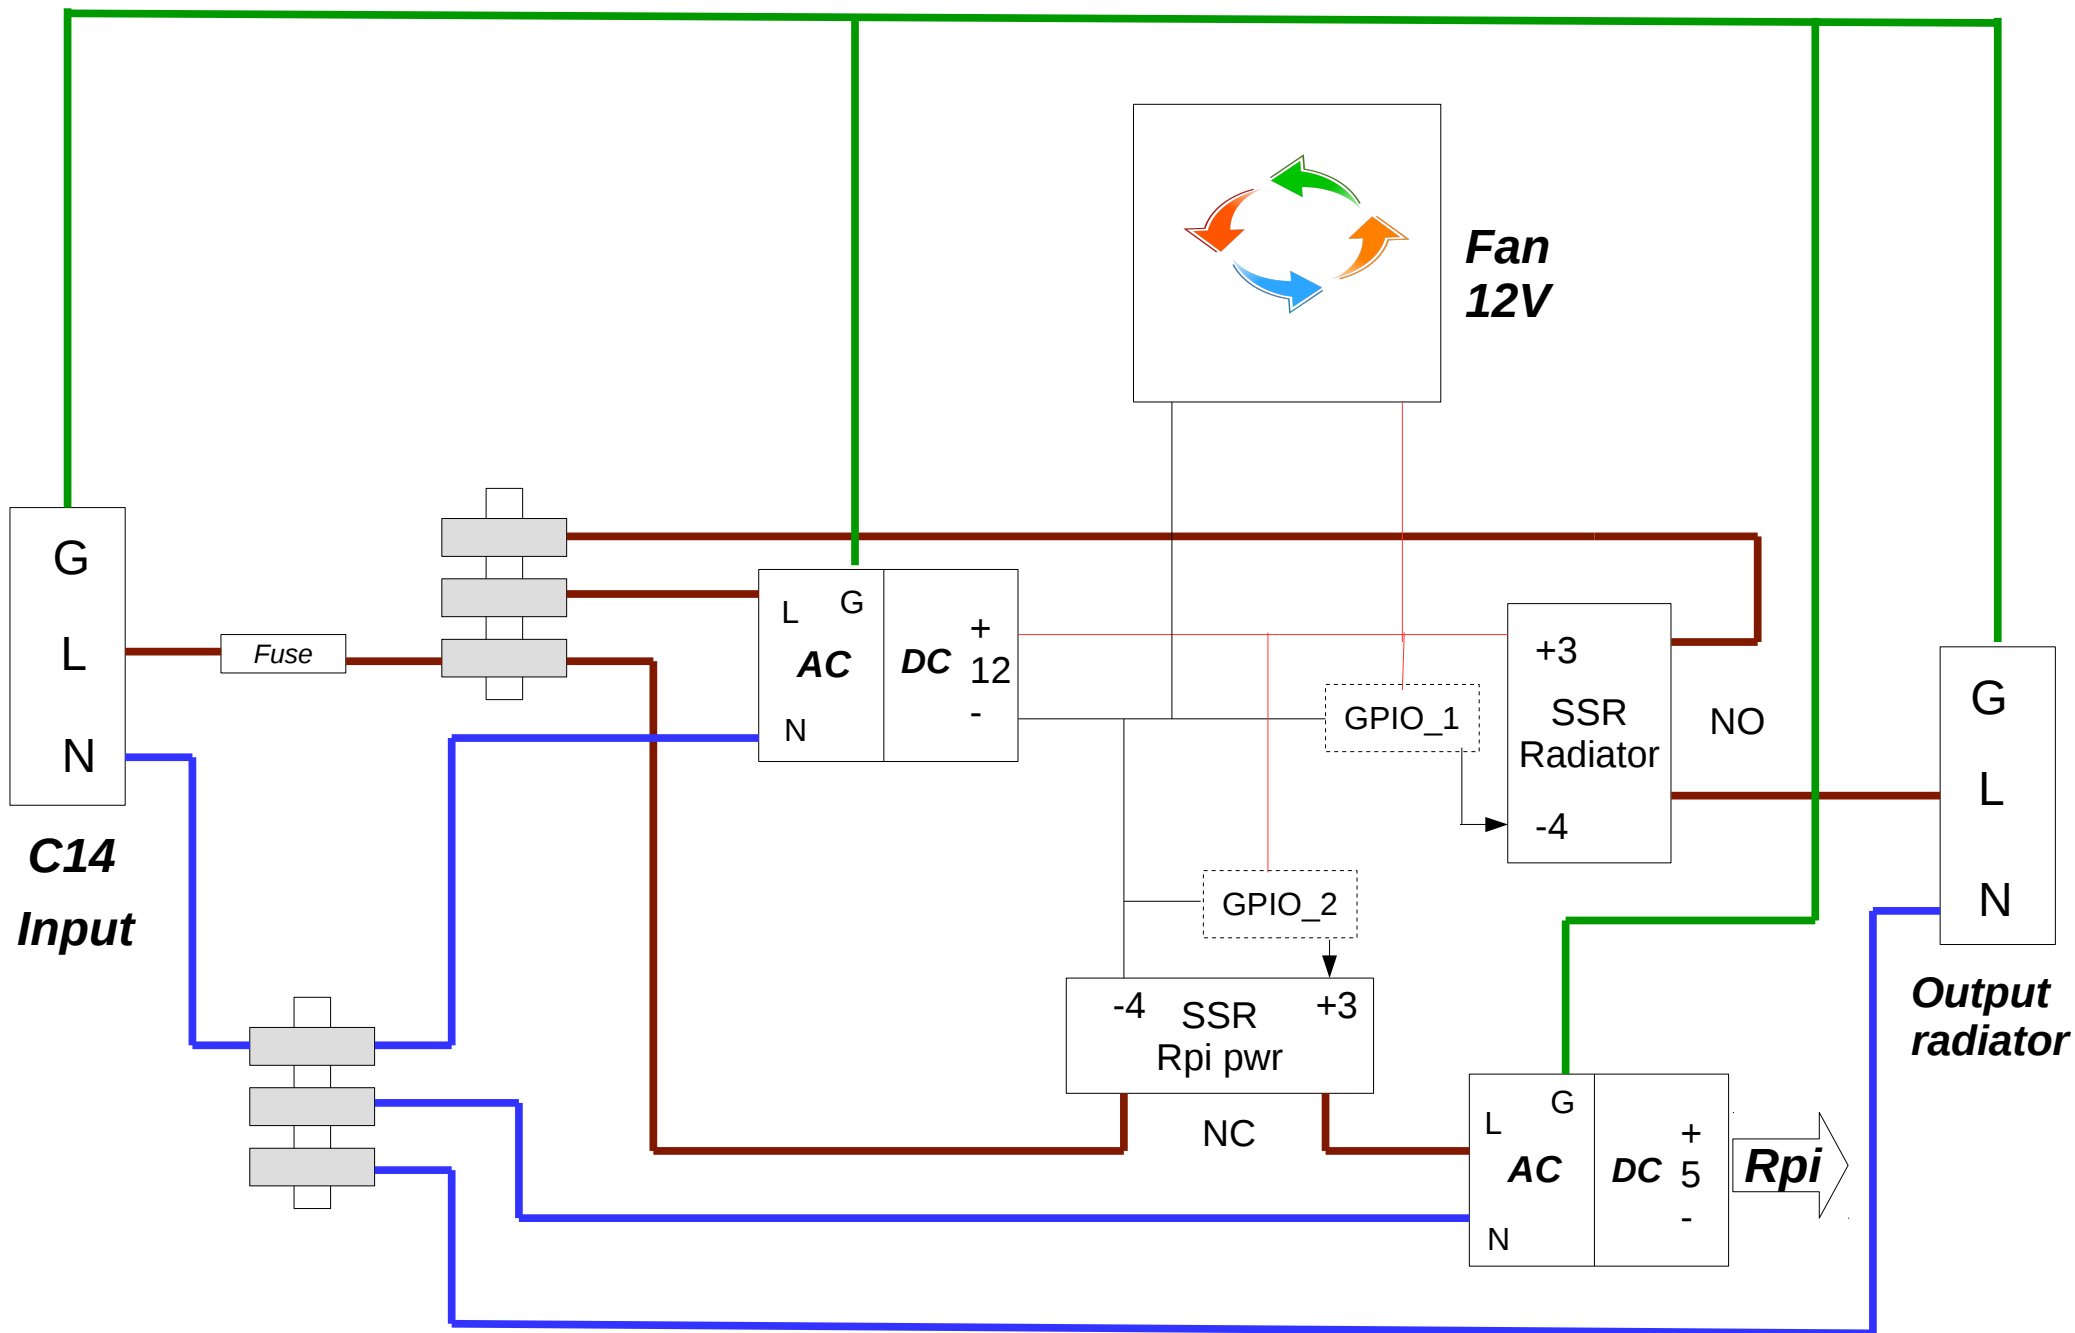 Fan
12V
G
L
N
C14
Input
Fuse
L
G
AC
N
DC
+
12
-
GPIO_1
+3
SSR
Radiator
-4
NO
G
L
N
Output
radiator
GPIO_2
-4
SSR
Rpi pwr
+3
NC
L
G
AC
N
DC
+
5
-
Rpi